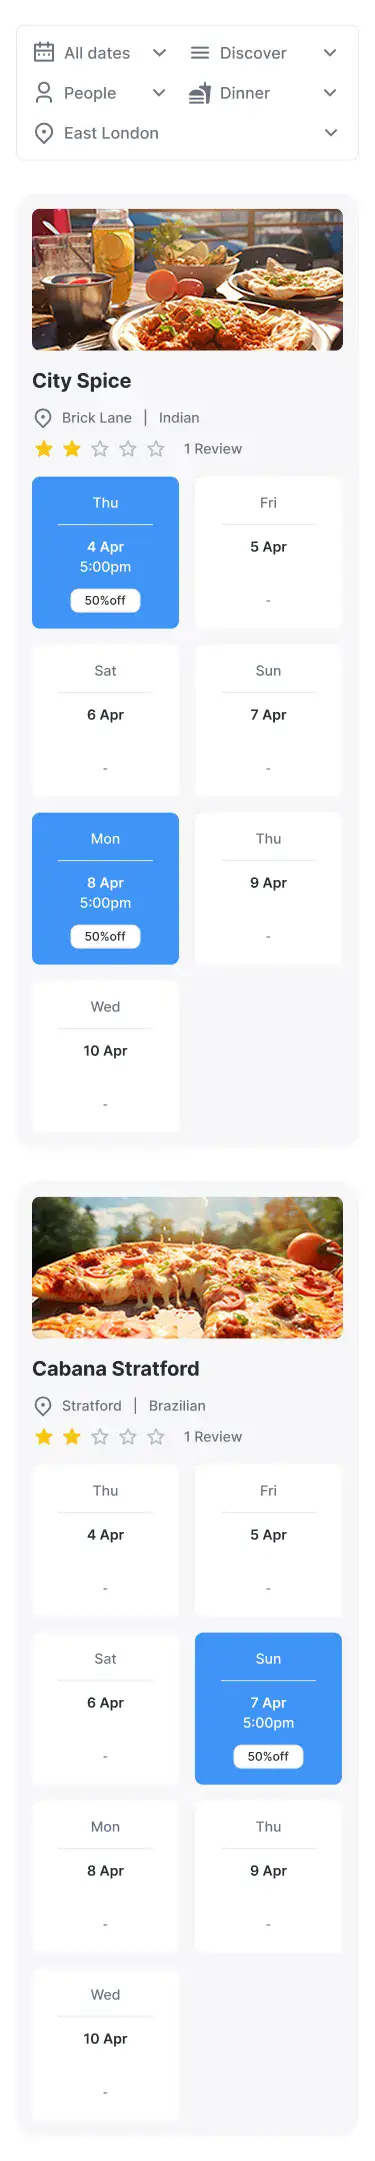 All dates
Discover
People
Dinner
East London
City Spice
Brick Lane | Indian
1 Review
Thu
4 Apr
5:00pm
50%off
Fri
5 Apr
-
Sat
6 Apr
-
Sun
7 Apr
-
Mon
8 Apr
5:00pm
50%off
Thu
9 Apr
-
Wed
10 Apr
-
Cabana Stratford
Stratford | Brazilian
1 Review
Thu
4 Apr
-
Fri
5 Apr
-
Sat
6 Apr
-
Sun
7 Apr
5:00pm
50%off
Mon
8 Apr
-
Thu
9 Apr
-
Wed
10 Apr
-